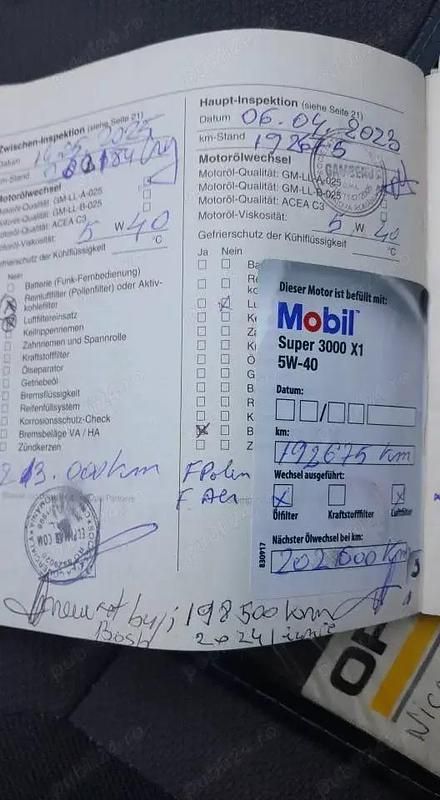 Zwischen-Inspektion (siehe Seite 21)
Datum
km-Stand
Motorölwechsel
Motoröl-Qualität: GM-LL-A-025
Motoröl-Qualität: GM-LL-B-025
Motoröl-Qualität: ACEA C3
Motoröl-Viskosität: 5 W 40
Gefrierschutz der Kühlflüssigkeit °C
Nein
Batterie (Funk-Fernbedienung)
Reinluftfilter (Pollenfilter) oder Aktiv-
kohlefilter
Luftfiltereinsatz
Keilrippenriemen
Zahnriemen und Spannrolle
Kraftstofffilter
Ölseparator
Getriebeöl
Bremsflüssigkeit
Reifenfüllsystem
Korrosionsschutz-Check
Bremsbeläge VA / HA
Zündkerzen
213.000km
Haupt-Inspektion (siehe Seite 21)
Datum 06.04.2023
km-Stand 192675
Motorölwechsel
Motoröl-Qualität: GM-LL-A-025
Motoröl-Qualität: GM-LL-B-025
Motoröl-Qualität: ACEA C3
Motoröl-Viskosität: 5 W 40
Gefrierschutz der Kühlflüssigkeit °C
Ja Nein
F Polen
F. Aer
Dieser Motor ist befüllt mit:
Mobil
Super 3000 X1
5W-40
Datum:
km:
192675 km
Wechsel ausgeführt:
Ölfilter Kraftstofffilter Luftfilter
Nächster Ölwechsel bei km:
202000 km
830917
198500 km
Bosh 2024 iunie
OP